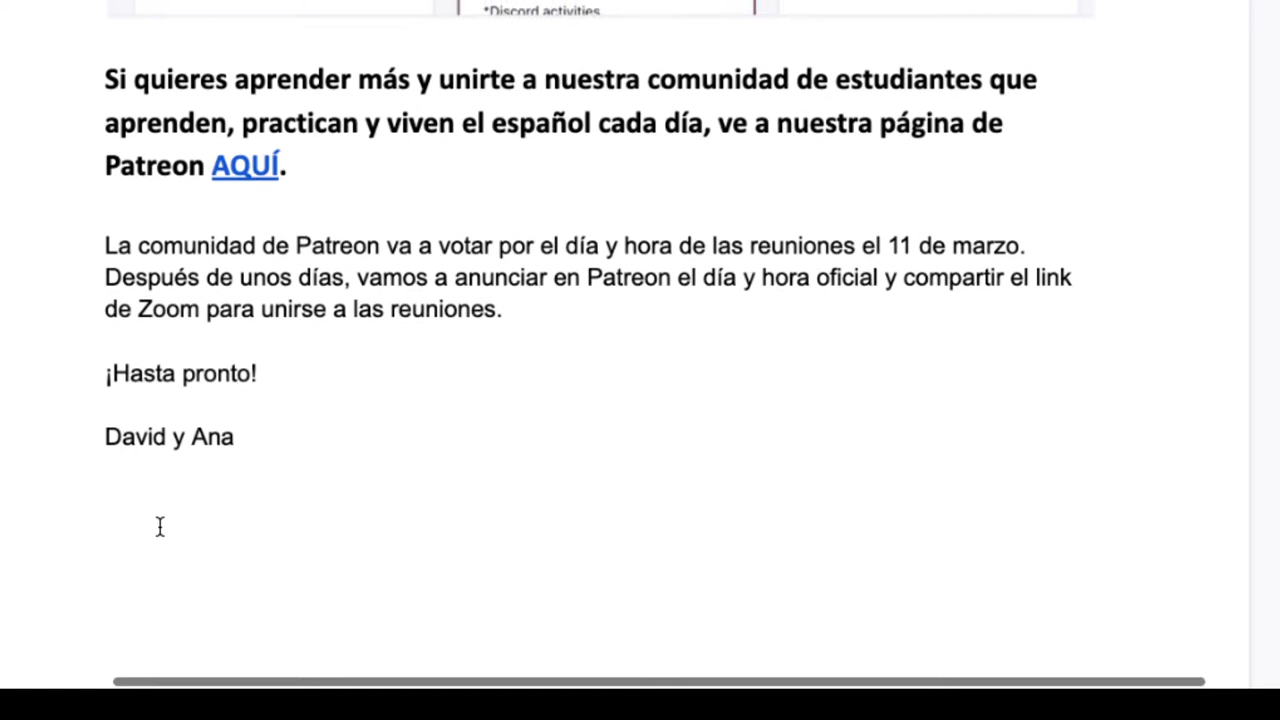 *Discord activities
Si quieres aprender más y unirte a nuestra comunidad de estudiantes que
aprenden, practican y viven el español cada día, ve a nuestra página de
Patreon AQUÍ.
La comunidad de Patreon va a votar por el día y hora de las reuniones el 11 de marzo.
Después de unos días, vamos a anunciar en Patreon el día y hora oficial y compartir el link
de Zoom para unirse a las reuniones.
¡Hasta pronto!
David y Ana